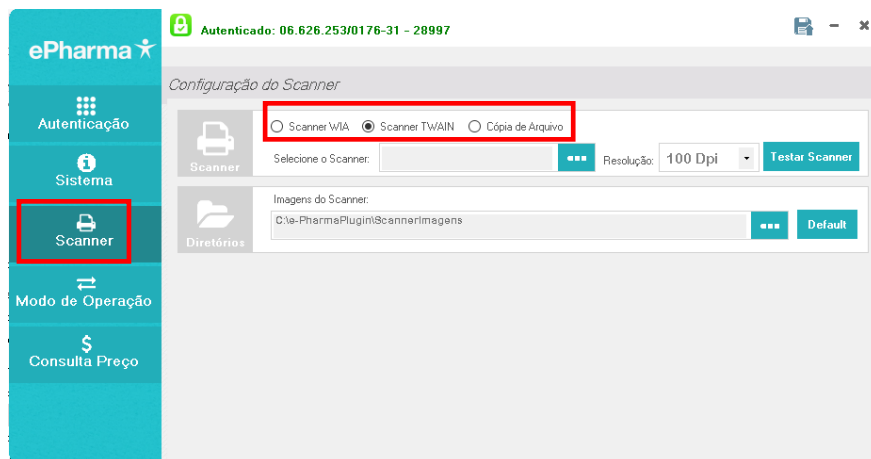 ePharma
Autenticado: 06.626.253/0176-31 - 28997
Autenticação
Sistema
Scanner
Modo de Operação
Consulta Preço
Configuração do Scanner
Scanner
Scanner WIA Scanner TWAIN Cópia de Arquivo
Selecione o Scanner: Resolução: 100 Dpi Testar Scanner
Diretórios
Imagens do Scanner:
C:\e-PharmaPlugin\ScannerImagens
Default